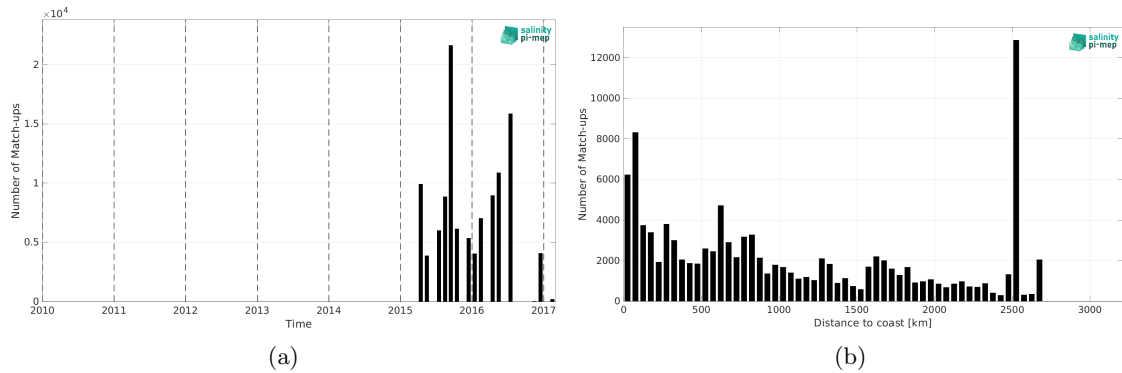 ×10⁴
salinity
pi-mep
2
1.5
1
0.5
0
Number of Match-ups
2010 2011 2012 2013 2014 2015 2016 2017
Time
(a)
salinity
pi-mep
12000
10000
8000
6000
4000
2000
0
Number of Match-ups
0 500 1000 1500 2000 2500 3000
Distance to coast [km]
(b)